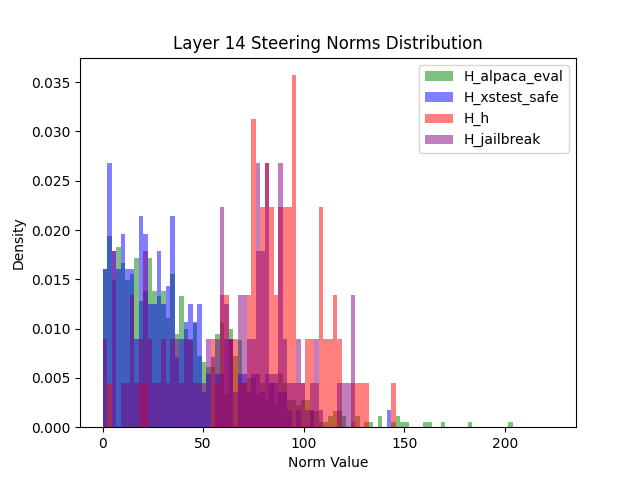 Layer 14 Steering Norms Distribution
H_alpaca_eval
H_xstest_safe
H_h
H_jailbreak
0.035
0.030
0.025
0.020
0.015
0.010
0.005
0.000
Density
0 50 100 150 200
Norm Value